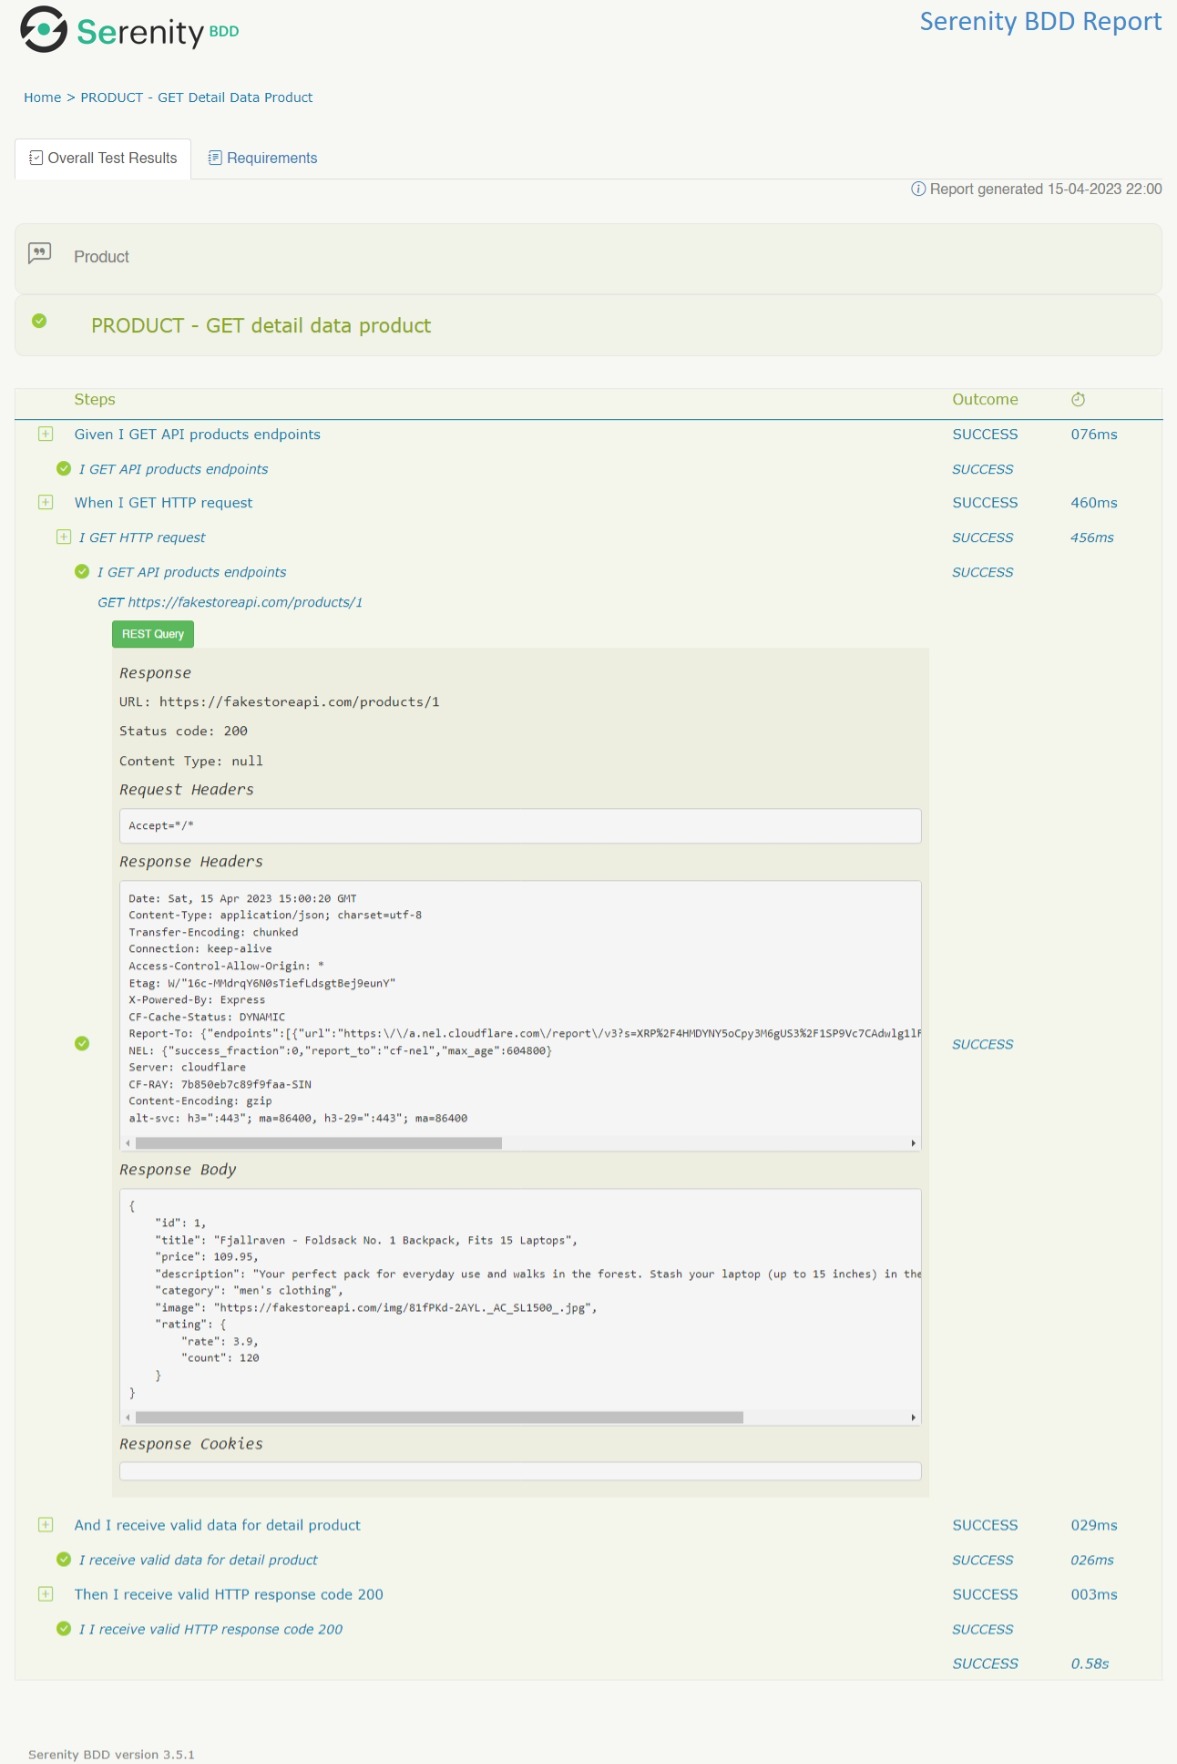 Serenity BDD
Serenity BDD Report
Home > PRODUCT - GET Detail Data Product
Overall Test Results Requirements
Report generated 15-04-2023 22:00
Product
PRODUCT - GET detail data product
Steps Outcome
Given I GET API products endpoints SUCCESS 076ms
I GET API products endpoints SUCCESS
When I GET HTTP request SUCCESS 460ms
I GET HTTP request SUCCESS 456ms
I GET API products endpoints SUCCESS
GET https://fakestoreapi.com/products/1
REST Query
Response
URL: https://fakestoreapi.com/products/1
Status code: 200
Content Type: null
Request Headers
Accept=*/*
Response Headers
Date: Sat, 15 Apr 2023 15:00:20 GMT
Content-Type: application/json; charset=utf-8
Transfer-Encoding: chunked
Connection: keep-alive
Access-Control-Allow-Origin: *
Etag: W/"16c-MMdrqY6N0sTiefLdsgtBej9eunY"
X-Powered-By: Express
CF-Cache-Status: DYNAMIC
Report-To: {"endpoints":[{"url":"https:\/\/a.nel.cloudflare.com\/report\/v3?s=XRP%2F4HMDYNY5oCpy3M6gUS3%2F1SP9Vc7CAdwlg1lF
NEL: {"success_fraction":0,"report_to":"cf-nel","max_age":604800}
Server: cloudflare
CF-RAY: 7b850eb7c89f9faa-SIN
Content-Encoding: gzip
alt-svc: h3=":443"; ma=86400, h3-29=":443"; ma=86400
SUCCESS
Response Body
{
"id": 1,
"title": "Fjallraven - Foldsack No. 1 Backpack, Fits 15 Laptops",
"price": 109.95,
"description": "Your perfect pack for everyday use and walks in the forest. Stash your laptop (up to 15 inches) in the
"category": "men's clothing",
"image": "https://fakestoreapi.com/img/81fPKd-2AYL._AC_SL1500_.jpg",
"rating": {
"rate": 3.9,
"count": 120
}
}
Response Cookies
And I receive valid data for detail product SUCCESS 029ms
I receive valid data for detail product SUCCESS 026ms
Then I receive valid HTTP response code 200 SUCCESS 003ms
I I receive valid HTTP response code 200 SUCCESS
SUCCESS 0.58s
Serenity BDD version 3.5.1